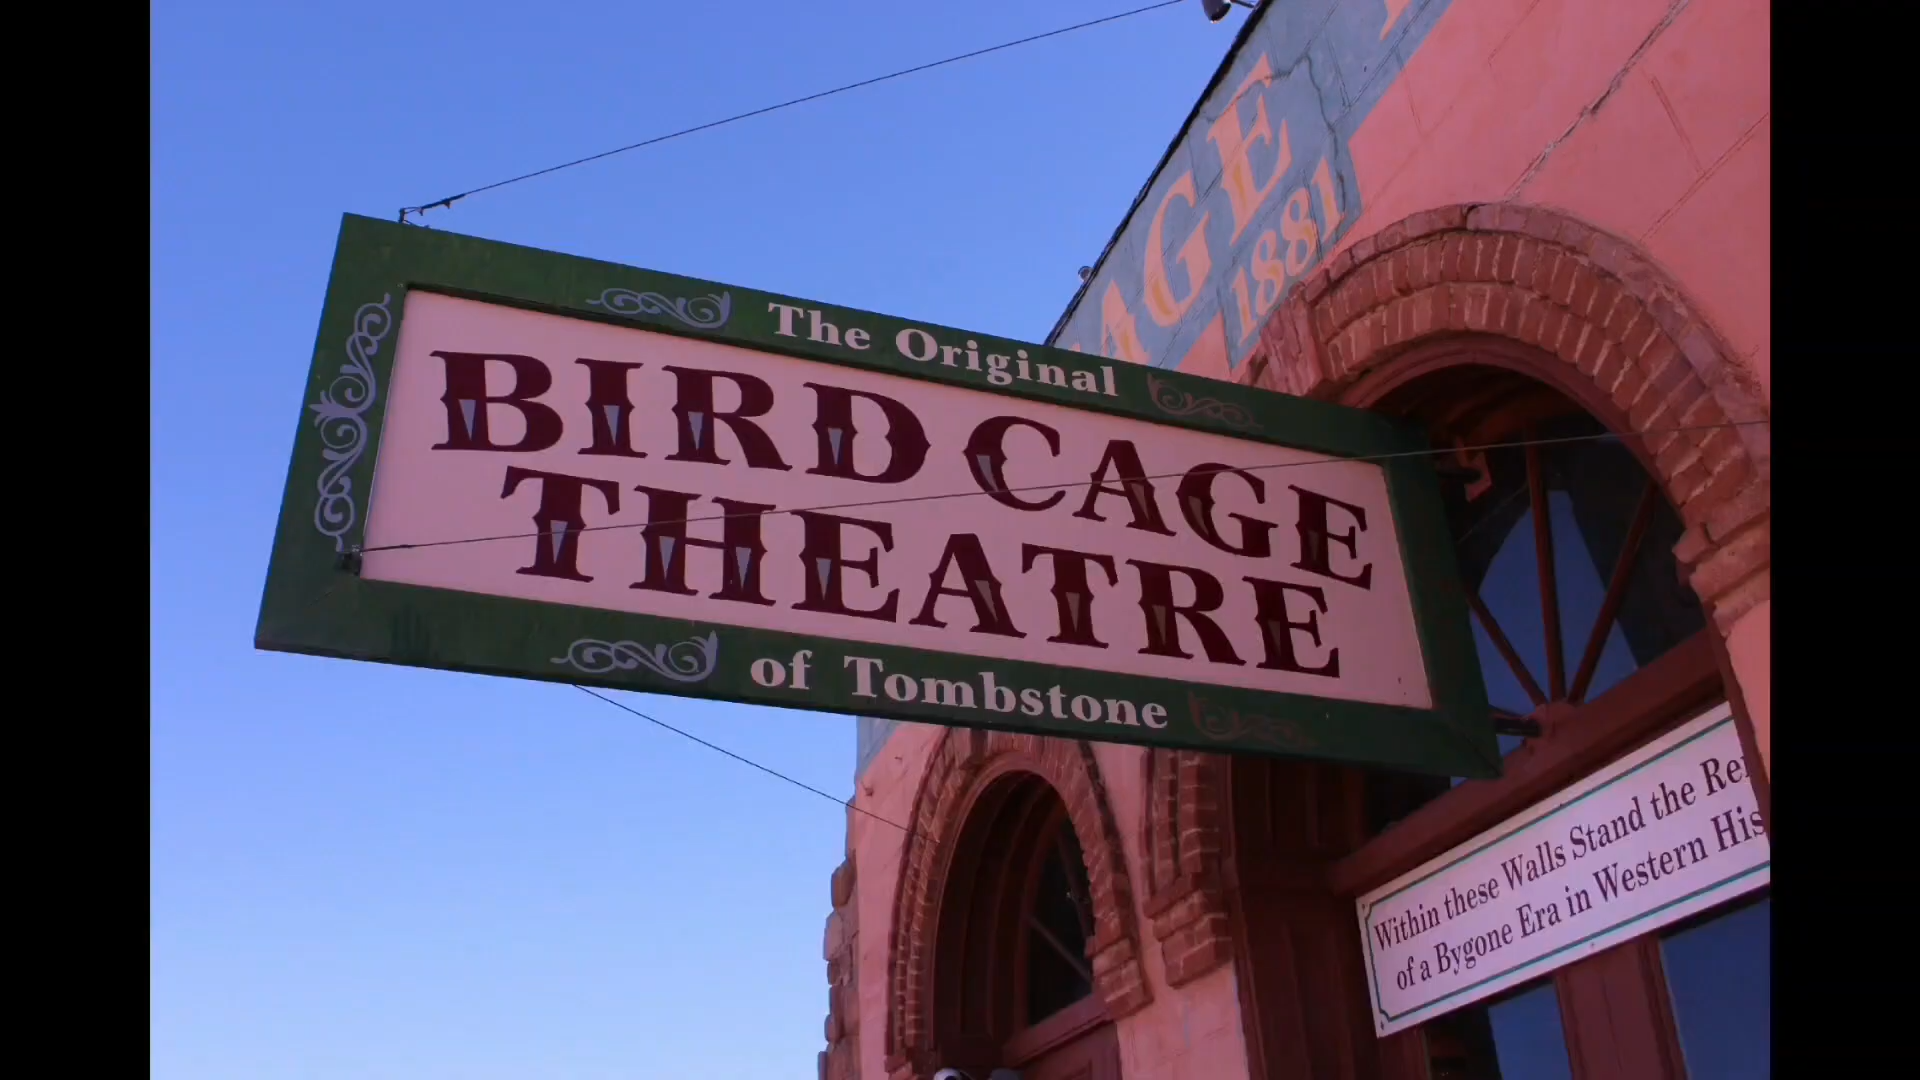 The Original
BIRD CAGE
THEATRE
of Tombstone
AGE
1881
Within these Walls Stand the
of a Bygone Era in Western